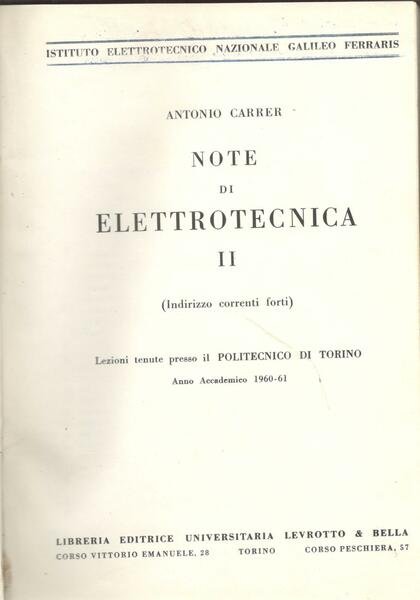 ISTITUTO ELETTROTECNICO NAZIONALE GALILEO FERRARIS
ANTONIO CARRER
NOTE
DI
ELETTROTECNICA
II
(Indirizzo correnti forti)
Lezioni tenute presso il POLITECNICO DI TORINO
Anno Accademico 1960-61
LIBRERIA EDITRICE UNIVERSITARIA LEVROTTO & BELLA
CORSO VITTORIO EMANUELE, 28 TORINO CORSO PESCHIERA, 57